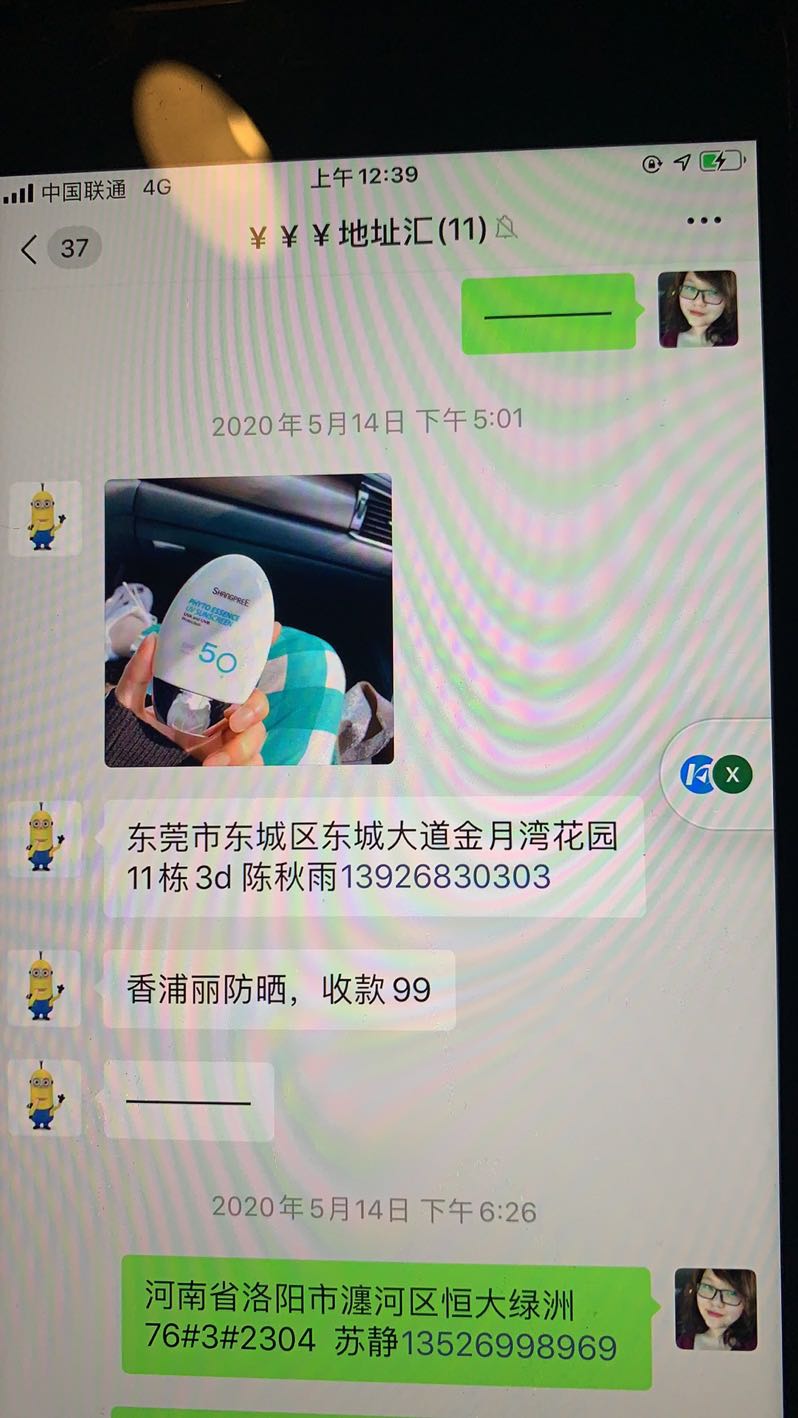 中国联通 4G
上午12:39
37
¥ ¥ ¥地址汇(11)
2020年5月14日 下午5:01
SHANGPREE
PHYTO ESSENCE
UV SUNSCREEN
UVA and UVB
Protection
50
东莞市东城区东城大道金月湾花园
11栋3d 陈秋雨13926830303
香浦丽防晒，收款99
2020年5月14日 下午6:26
河南省洛阳市瀍河区恒大绿洲
76#3#2304 苏静13526998969